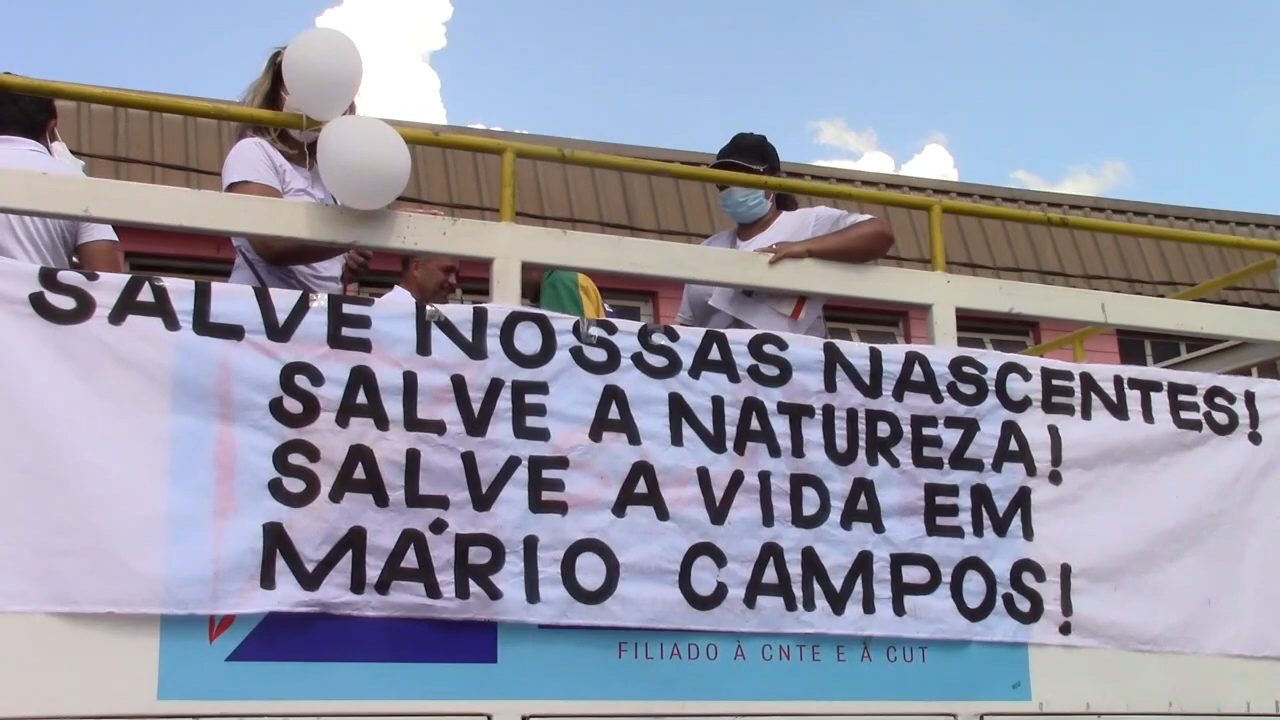 SALVE NOSSAS NASCENTES!
SALVE A NATUREZA!
SALVE A VIDA EM
MÁRIO CAMPOS!
FILIADO À CNTE E À CUT